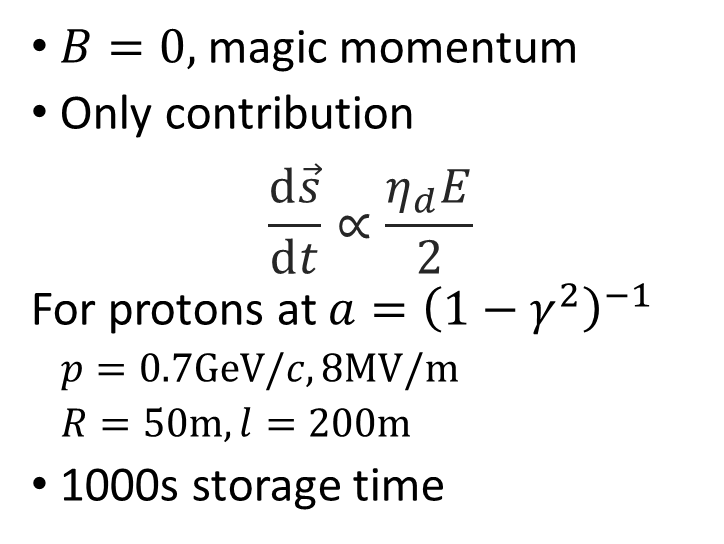 • B = 0, magic momentum
• Only contribution
d𝑠⃗/d𝑡 ∝ η_d E/2
For protons at a = (1 − γ²)⁻¹
p = 0.7GeV/c, 8MV/m
R = 50m, l = 200m
• 1000s storage time